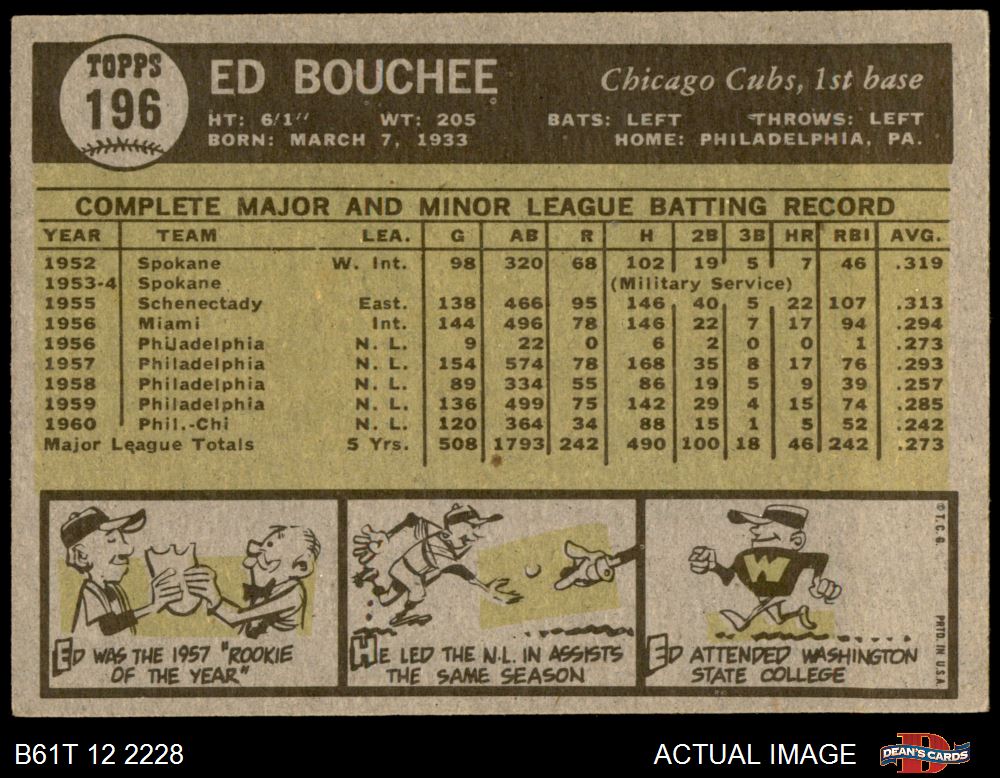 TOPPS
196
ED BOUCHEE
Chicago Cubs, 1st base
HT: 6/1'' WT: 205 BATS: LEFT THROWS: LEFT
BORN: MARCH 7, 1933 HOME: PHILADELPHIA, PA.
COMPLETE MAJOR AND MINOR LEAGUE BATTING RECORD
YEAR TEAM LEA. G AB R H 2B 3B HR RBI AVG.
1952 Spokane W. Int. 98 320 68 102 19 5 7 46 .319
1953-4 Spokane (Military Service)
1955 Schenectady East. 138 466 95 146 40 5 22 107 .313
1956 Miami Int. 144 496 78 146 22 7 17 94 .294
1956 Philadelphia N. L. 9 22 0 6 2 0 0 1 .273
1957 Philadelphia N. L. 154 574 78 168 35 8 17 76 .293
1958 Philadelphia N. L. 89 334 55 86 19 5 9 39 .257
1959 Philadelphia N. L. 136 499 75 142 29 4 15 74 .285
1960 Phil.-Chi N. L. 120 364 34 88 15 1 5 52 .242
Major League Totals 5 Yrs. 508 1793 242 490 100 18 46 242 .273
ED WAS THE 1957 "ROOKIE
OF THE YEAR"
HE LED THE N.L. IN ASSISTS
THE SAME SEASON
W
ED ATTENDED WASHINGTON
STATE COLLEGE
© T. C. G.
PRTD. IN U.S.A.
B61T 12 2228
ACTUAL IMAGE
D
DEAN'S CARDS